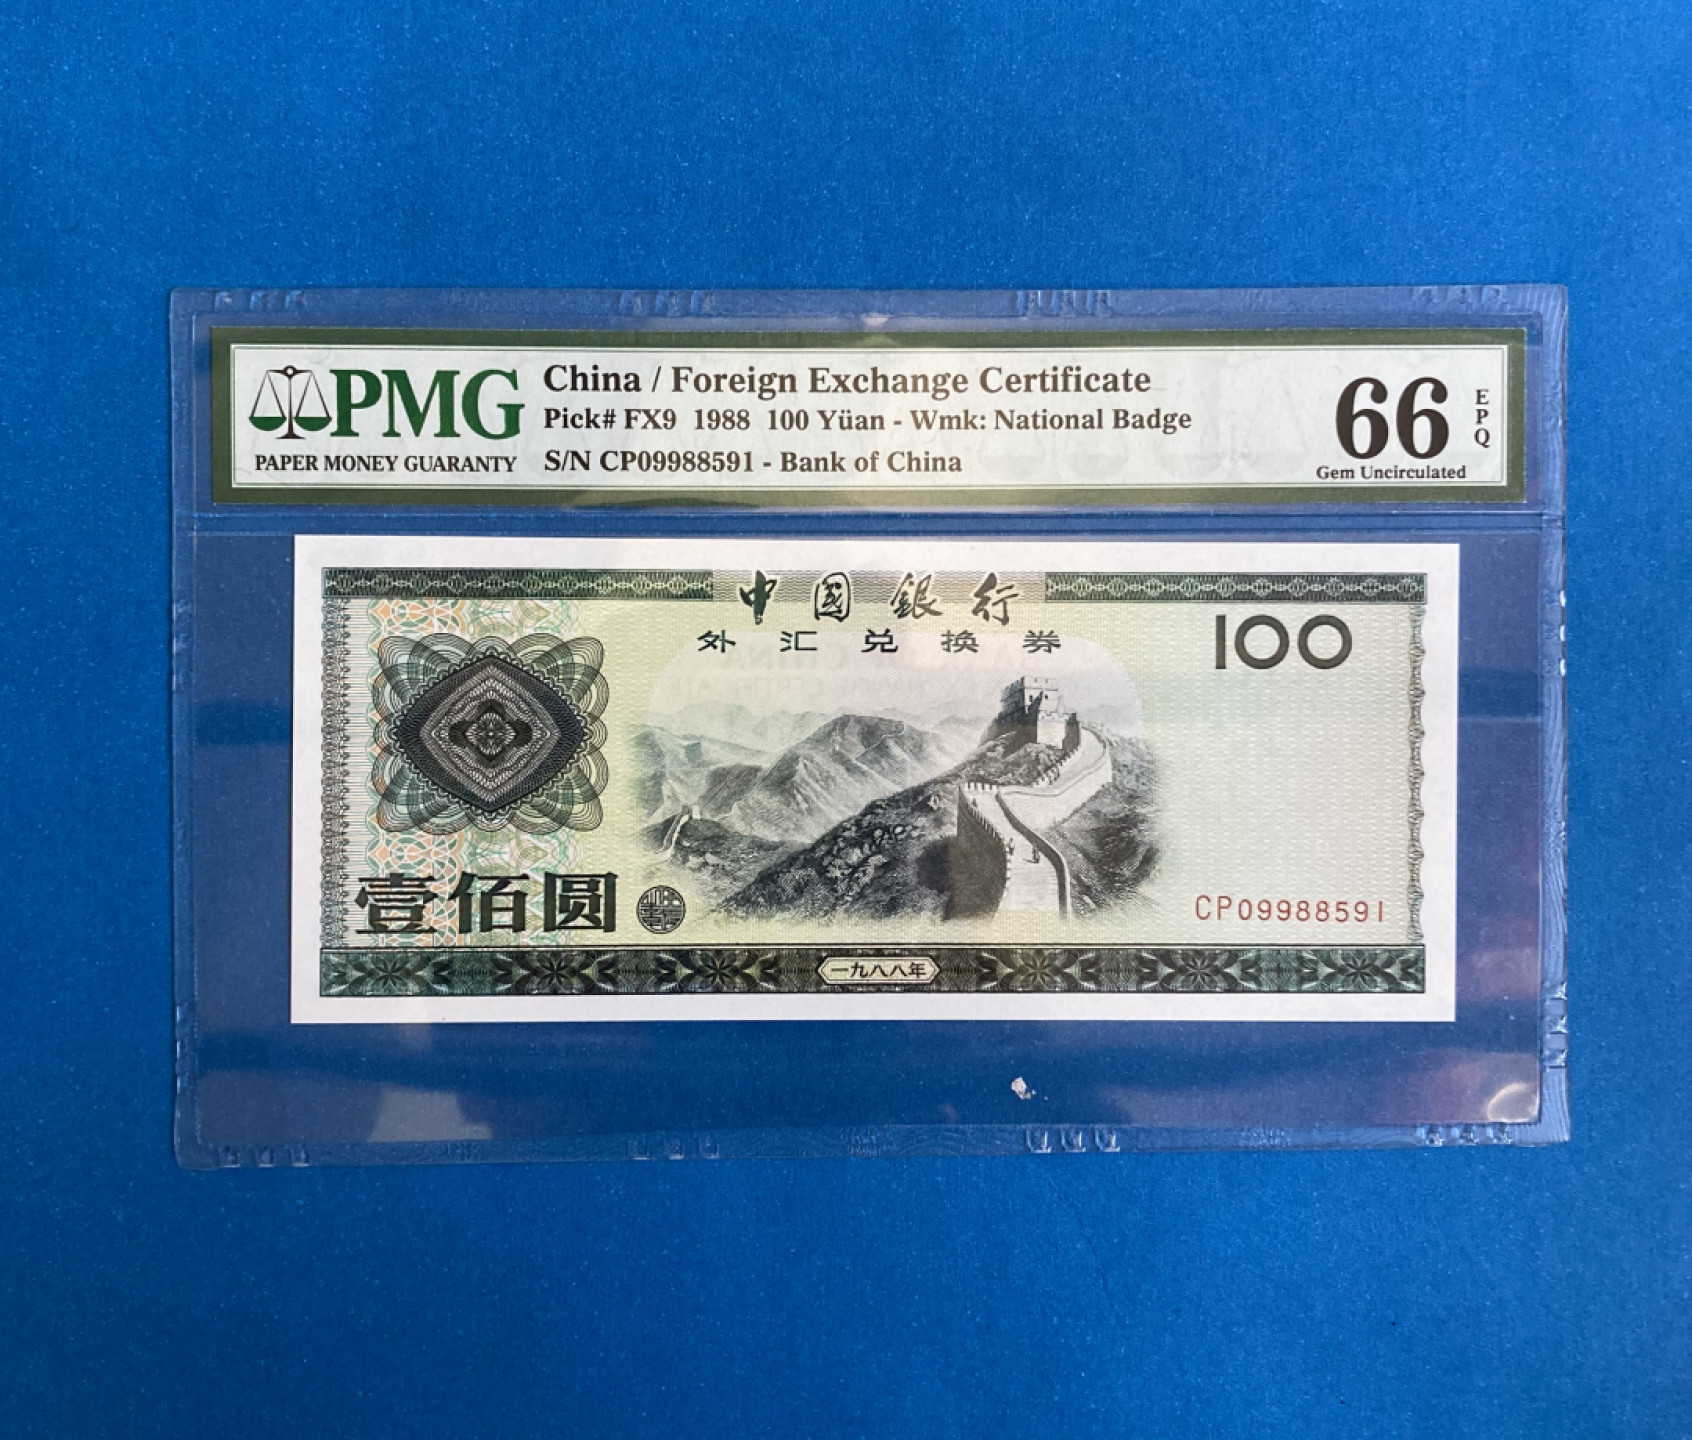 PMG
PAPER MONEY GUARANTY
China / Foreign Exchange Certificate
Pick# FX9 1988 100 Yüan - Wmk: National Badge
S/N CP09988591 - Bank of China
66
EPQ
Gem Uncirculated
中國銀行
外汇兑换券
100
壹佰圆
CP09988591
一九八八年